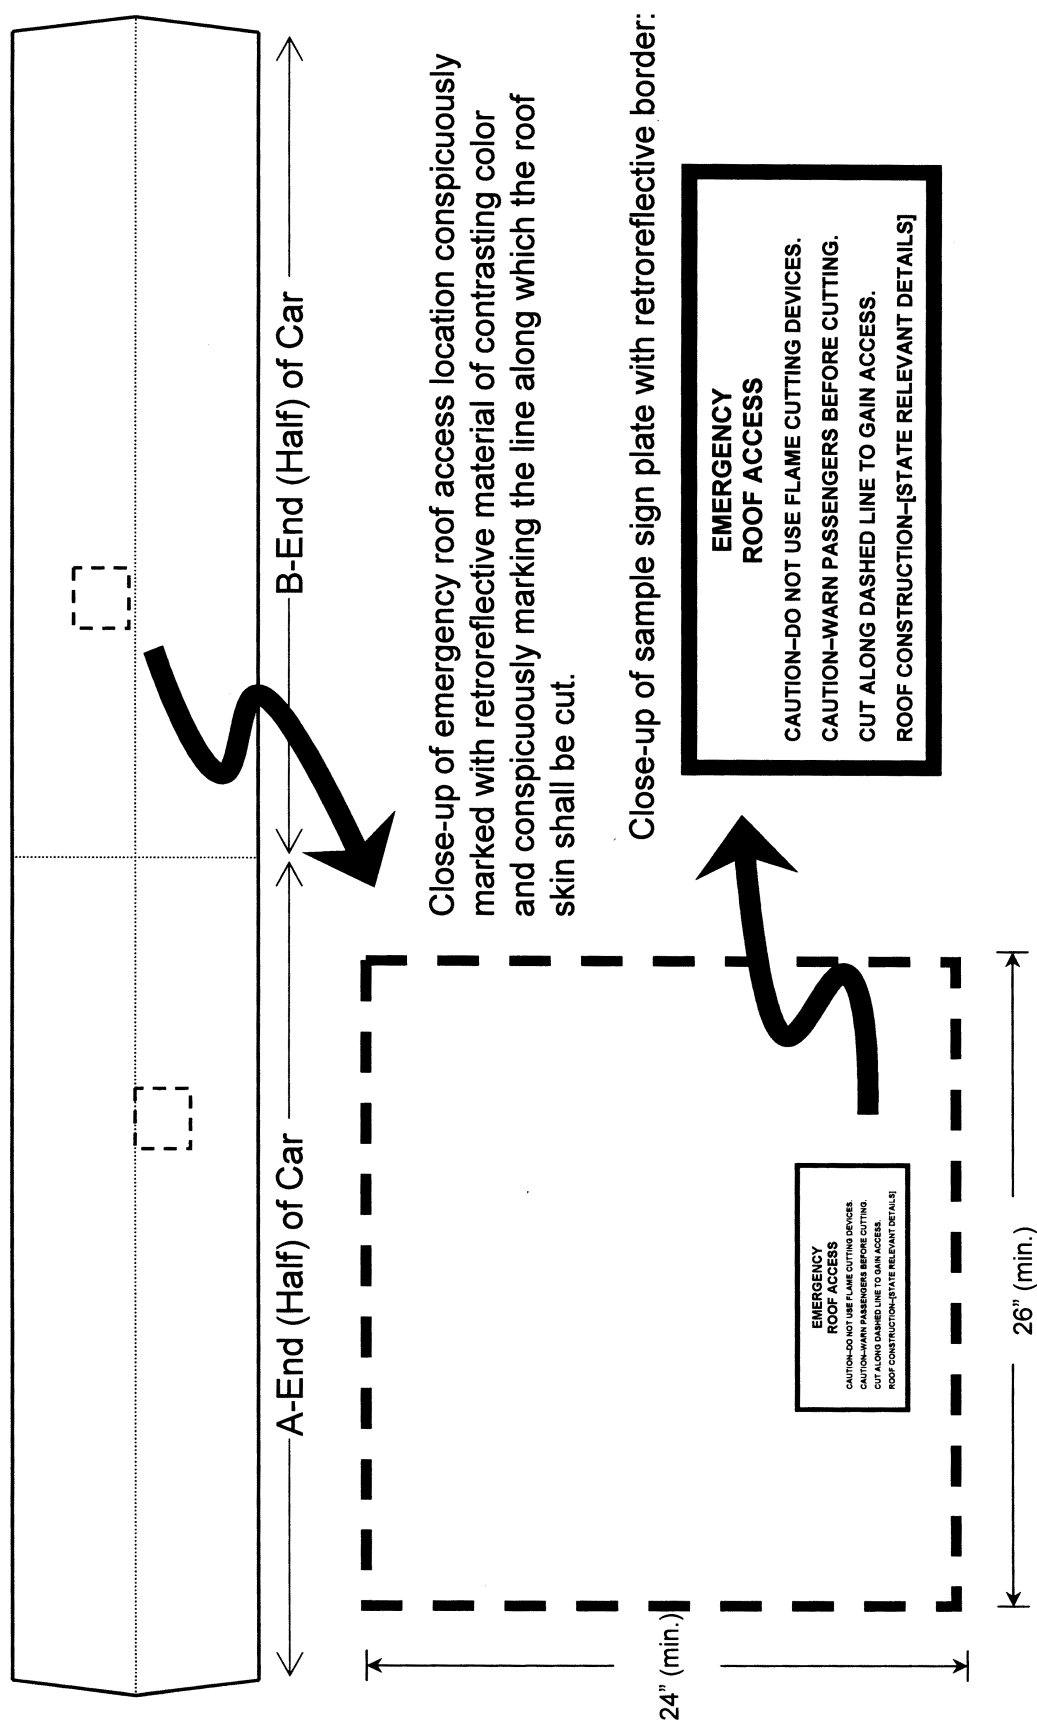 A-End (Half) of Car
B-End (Half) of Car
Close-up of emergency roof access location conspicuously
marked with retroreflective material of contrasting color
and conspicuously marking the line along which the roof
skin shall be cut.
Close-up of sample sign plate with retroreflective border:
EMERGENCY
ROOF ACCESS
CAUTION–DO NOT USE FLAME CUTTING DEVICES.
CAUTION–WARN PASSENGERS BEFORE CUTTING.
CUT ALONG DASHED LINE TO GAIN ACCESS.
ROOF CONSTRUCTION–[STATE RELEVANT DETAILS]
24” (min.)
EMERGENCY
ROOF ACCESS
CAUTION–DO NOT USE FLAME CUTTING DEVICES.
CAUTION–WARN PASSENGERS BEFORE CUTTING.
CUT ALONG DASHED LINE TO GAIN ACCESS.
ROOF CONSTRUCTION–[STATE RELEVANT DETAILS]
26” (min.)